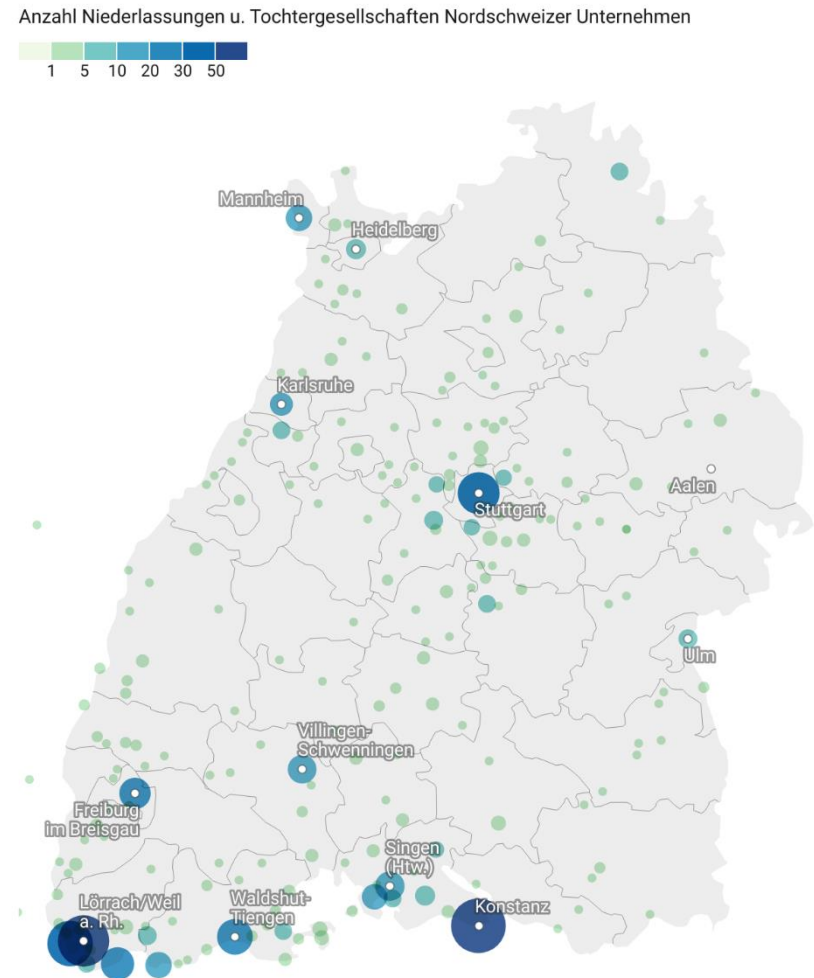 Anzahl Niederlassungen u. Tochtergesellschaften Nordschweizer Unternehmen
1 5 10 20 30 50
Mannheim
Heidelberg
Karlsruhe
Aalen
Stuttgart
Ulm
Villingen-
Schwenningen
Freiburg
im Breisgau
Singen
(Htw.)
Lörrach/Weil
a. Rh.
Waldshut-
Tiengen
Konstanz